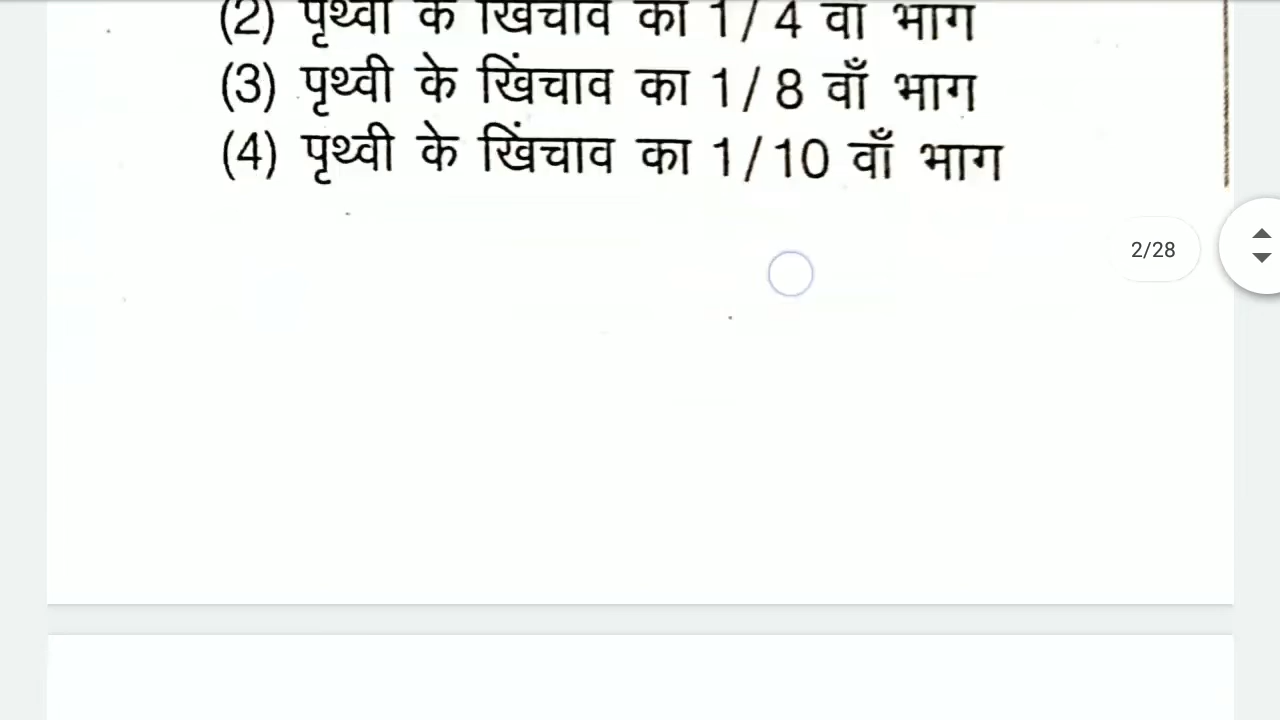 (2) पृथ्वी के खिंचाव का 1/4 वाँ भाग
(3) पृथ्वी के खिंचाव का 1/8 वाँ भाग
(4) पृथ्वी के खिंचाव का 1/10 वाँ भाग
2/28